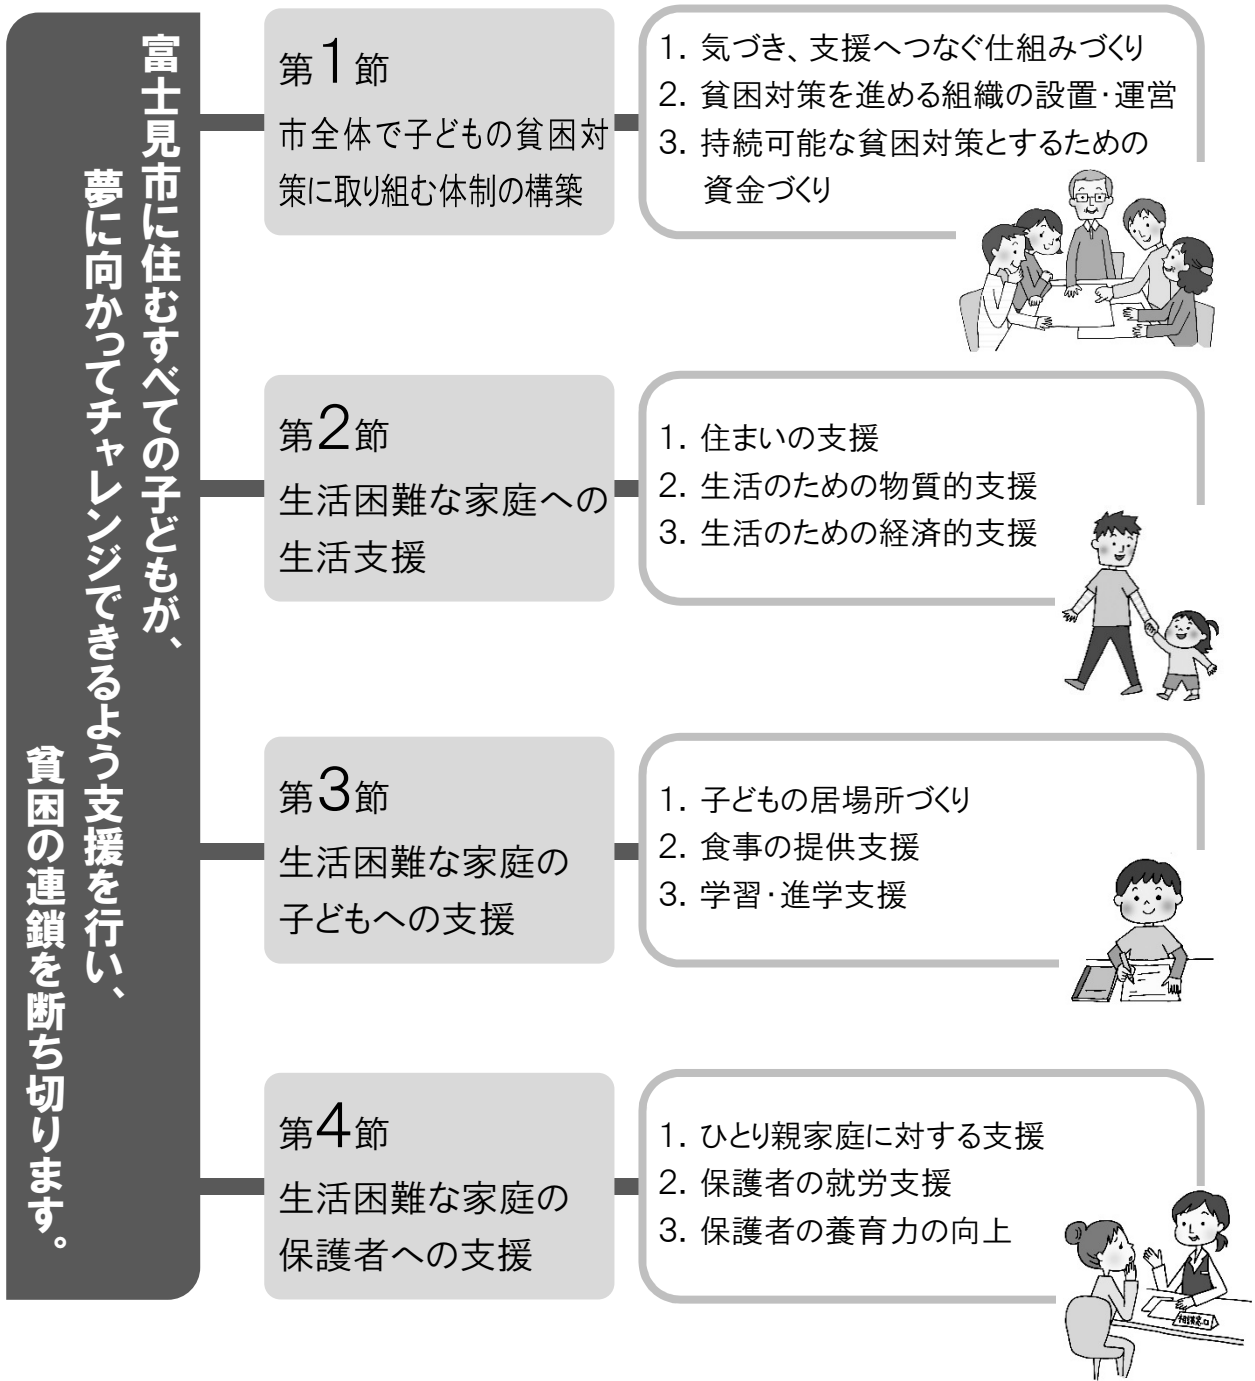 富士見市に住むすべての子どもが、
夢に向かってチャレンジできるよう支援を行い、
貧困の連鎖を断ち切ります。
第1節
市全体で子どもの貧困対
策に取り組む体制の構築
1. 気づき、支援へつなぐ仕組みづくり
2. 貧困対策を進める組織の設置・運営
3. 持続可能な貧困対策とするための
資金づくり
第2節
生活困難な家庭への
生活支援
1. 住まいの支援
2. 生活のための物質的支援
3. 生活のための経済的支援
第3節
生活困難な家庭の
子どもへの支援
1. 子どもの居場所づくり
2. 食事の提供支援
3. 学習・進学支援
第4節
生活困難な家庭の
保護者への支援
1. ひとり親家庭に対する支援
2. 保護者の就労支援
3. 保護者の養育力の向上
相談窓口